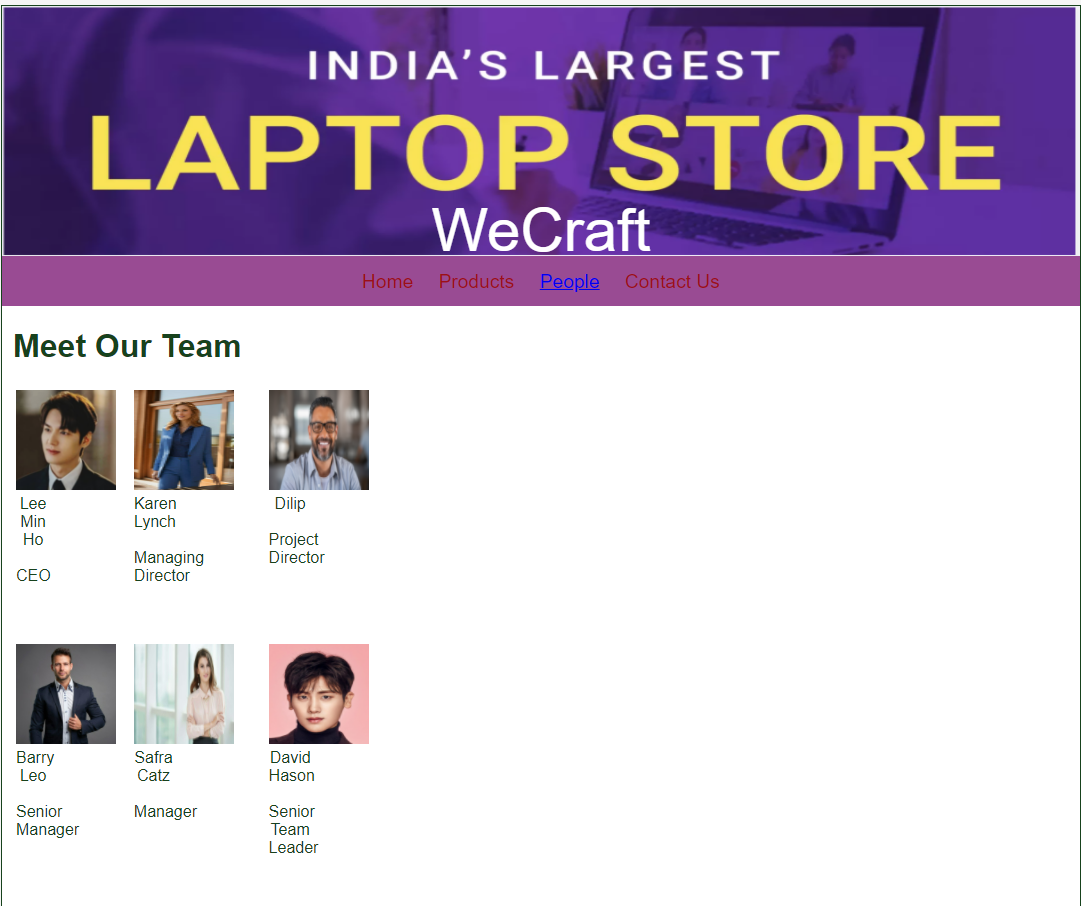 INDIA'S LARGEST
LAPTOP STORE
WeCraft
Home Products People Contact Us
Meet Our Team
Lee
Min
Ho
CEO
Karen
Lynch
Managing
Director
Dilip
Project
Director
Barry
Leo
Senior
Manager
Safra
Catz
Manager
David
Hason
Senior
Team
Leader